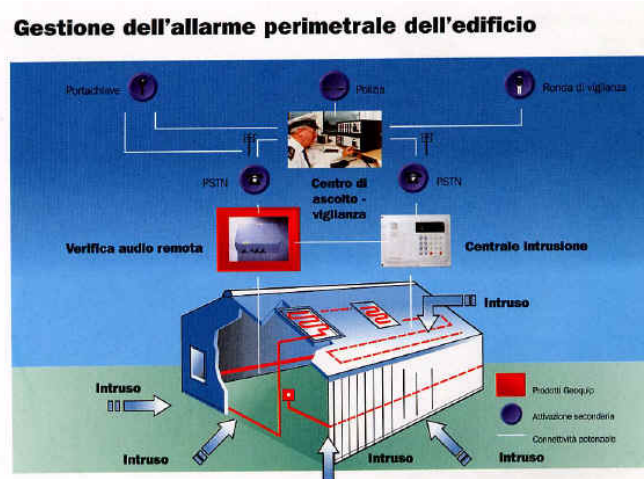 Gestione dell'allarme perimetrale dell'edificio
Portachiave
Polizia
Ronda di vigilanza
PSTN
Centro di
ascolto -
vigilanza
PSTN
Verifica audio remota
Centrale intrusione
Intruso
Intruso
Intruso
Intruso
Intruso
Prodotti Geoquip
Attivazione secondaria
Connettività potenziale